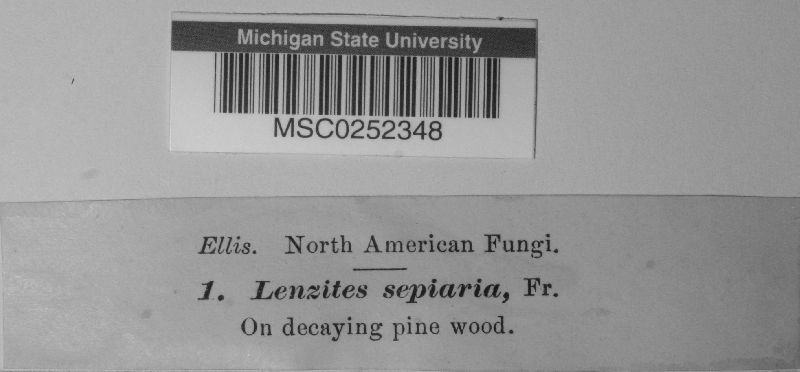 Michigan State University
MSC0252348
Ellis. North American Fungi.
1. Lenzites sepiaria, Fr.
On decaying pine wood.